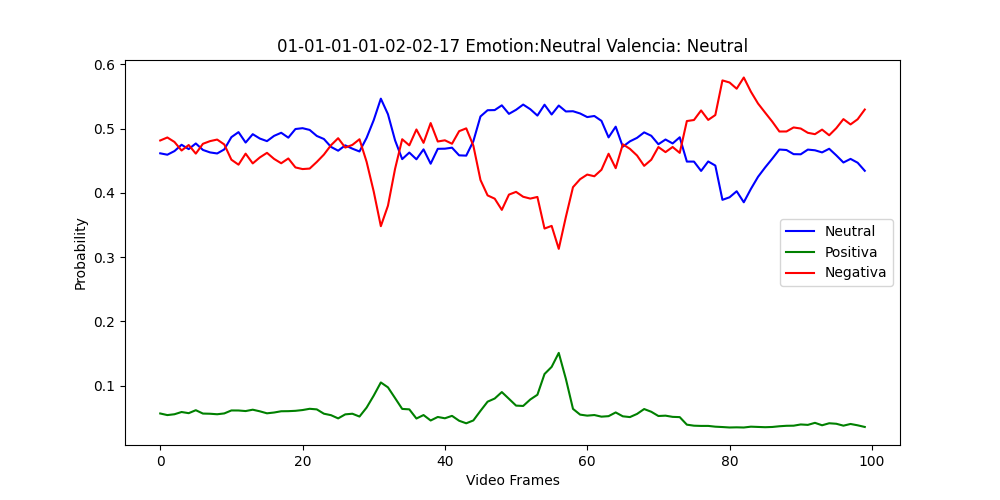 01-01-01-01-02-02-17 Emotion:Neutral Valencia: Neutral
0.6
0.5
0.4
0.3
0.2
0.1
Probability
Neutral
Positiva
Negativa
0 20 40 60 80 100
Video Frames